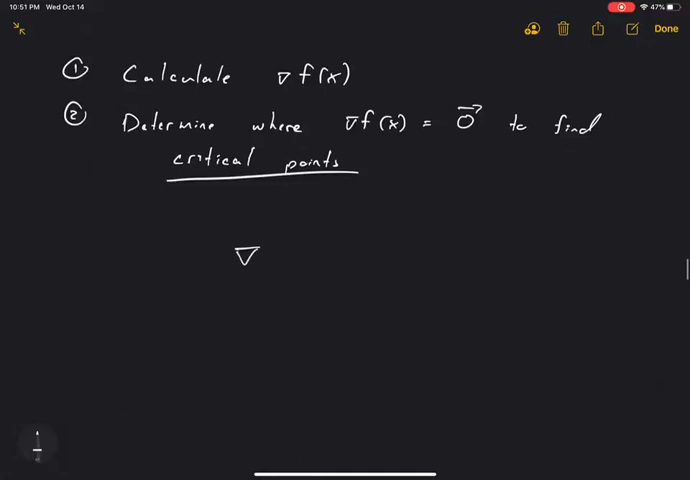 10:51 PM Wed Oct 14
47%
Done
① Calculate ∇f(x)
② Determine where ∇f(x) = 0⃗ to find
critical points
∇